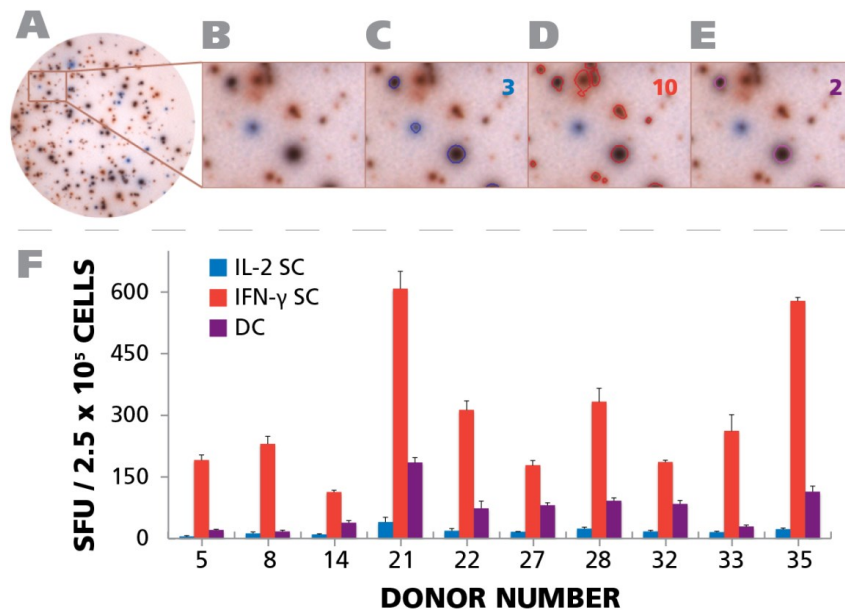 A
B
C
D
E
3
10
2
F
SFU / 2.5 x 10⁵ CELLS
600
450
300
150
0
IL-2 SC
IFN-γ SC
DC
5 8 14 21 22 27 28 32 33 35
DONOR NUMBER